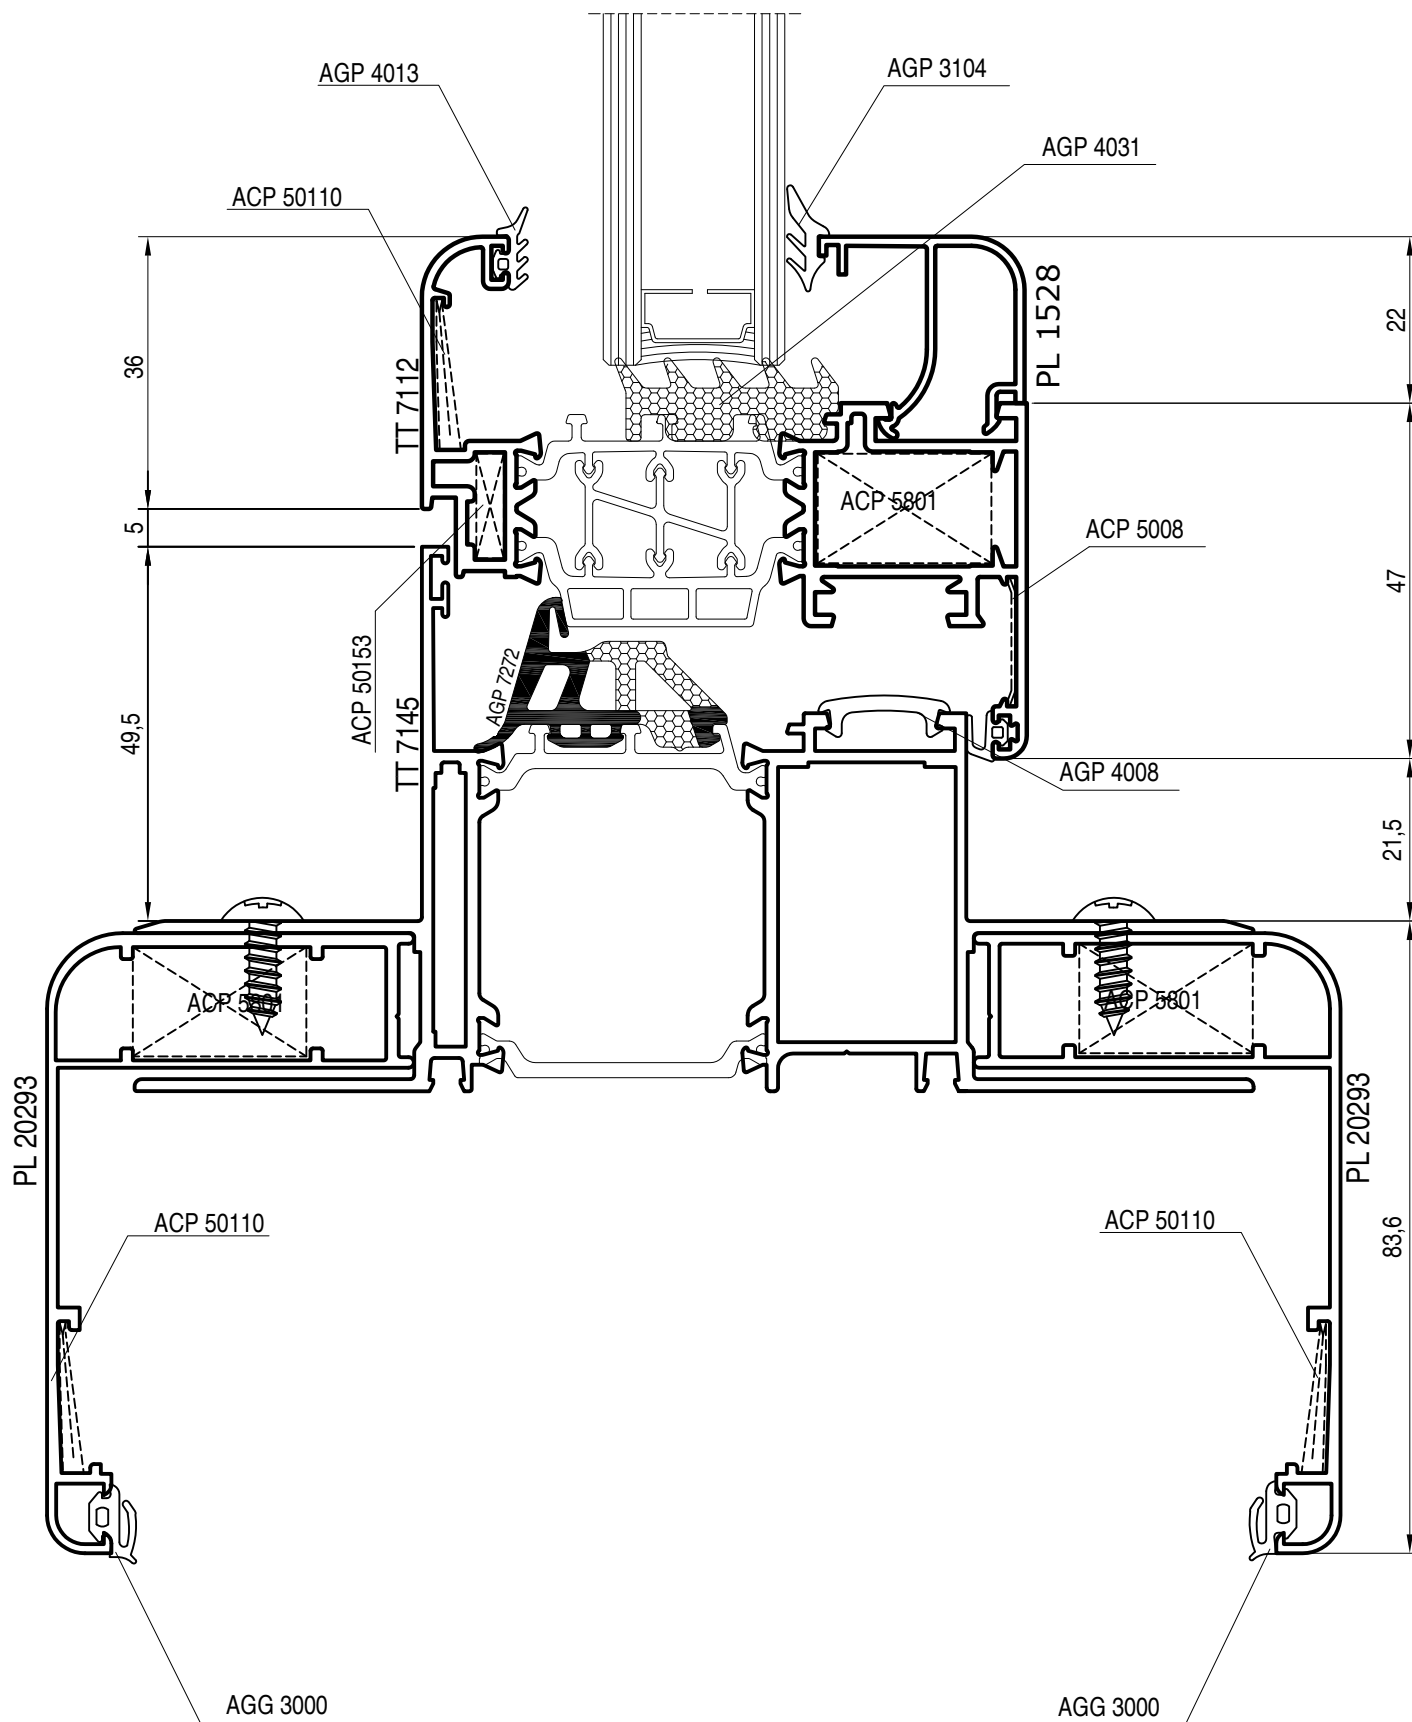 AGP 4013
AGP 3104
AGP 4031
ACP 50110
PL 1528
22
36
TT 7112
ACP 5801
5
ACP 5008
47
ACP 50153
AGP 7272
49,5
TT 7145
AGP 4008
21,5
ACP 5801
ACP 5801
PL 20293
PL 20293
ACP 50110
ACP 50110
83,6
AGG 3000
AGG 3000